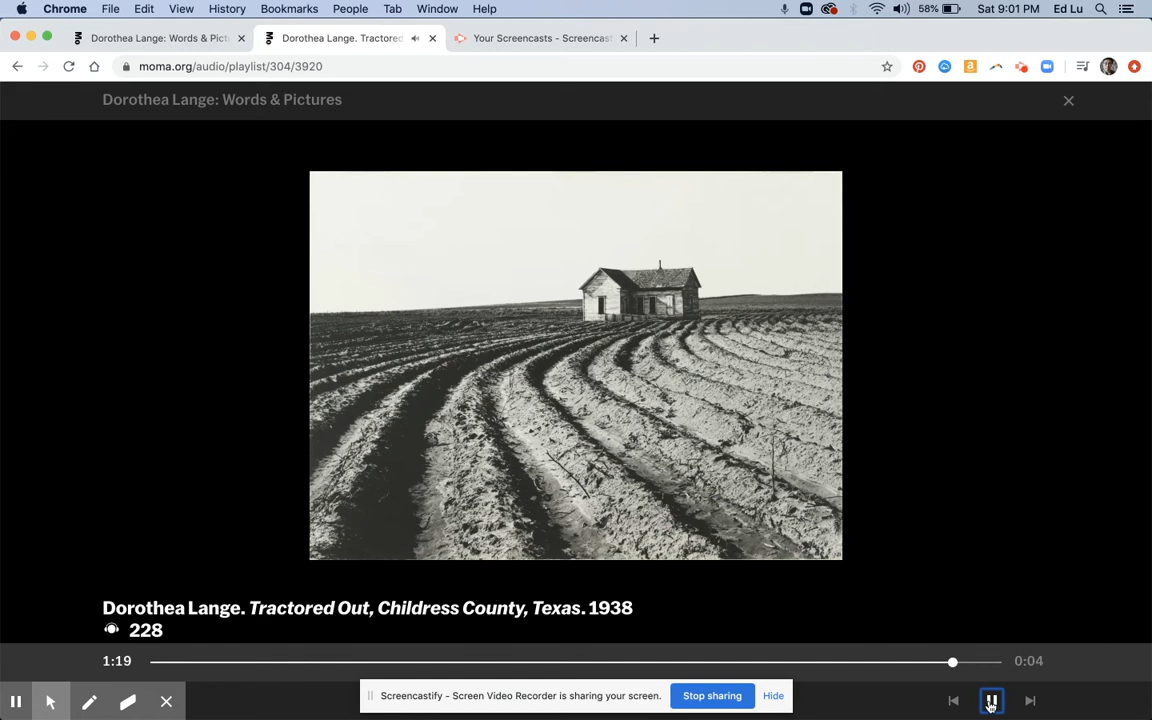 Chrome File Edit View History Bookmarks People Tab Window Help 58% Sat 9:01 PM Ed Lu
Dorothea Lange: Words & Pict Dorothea Lange. Tractored Your Screencasts - Screencast
moma.org/audio/playlist/304/3920
Dorothea Lange: Words & Pictures
Dorothea Lange. Tractored Out, Childress County, Texas. 1938
228
1:19 0:04
Screencastify - Screen Video Recorder is sharing your screen. Stop sharing Hide